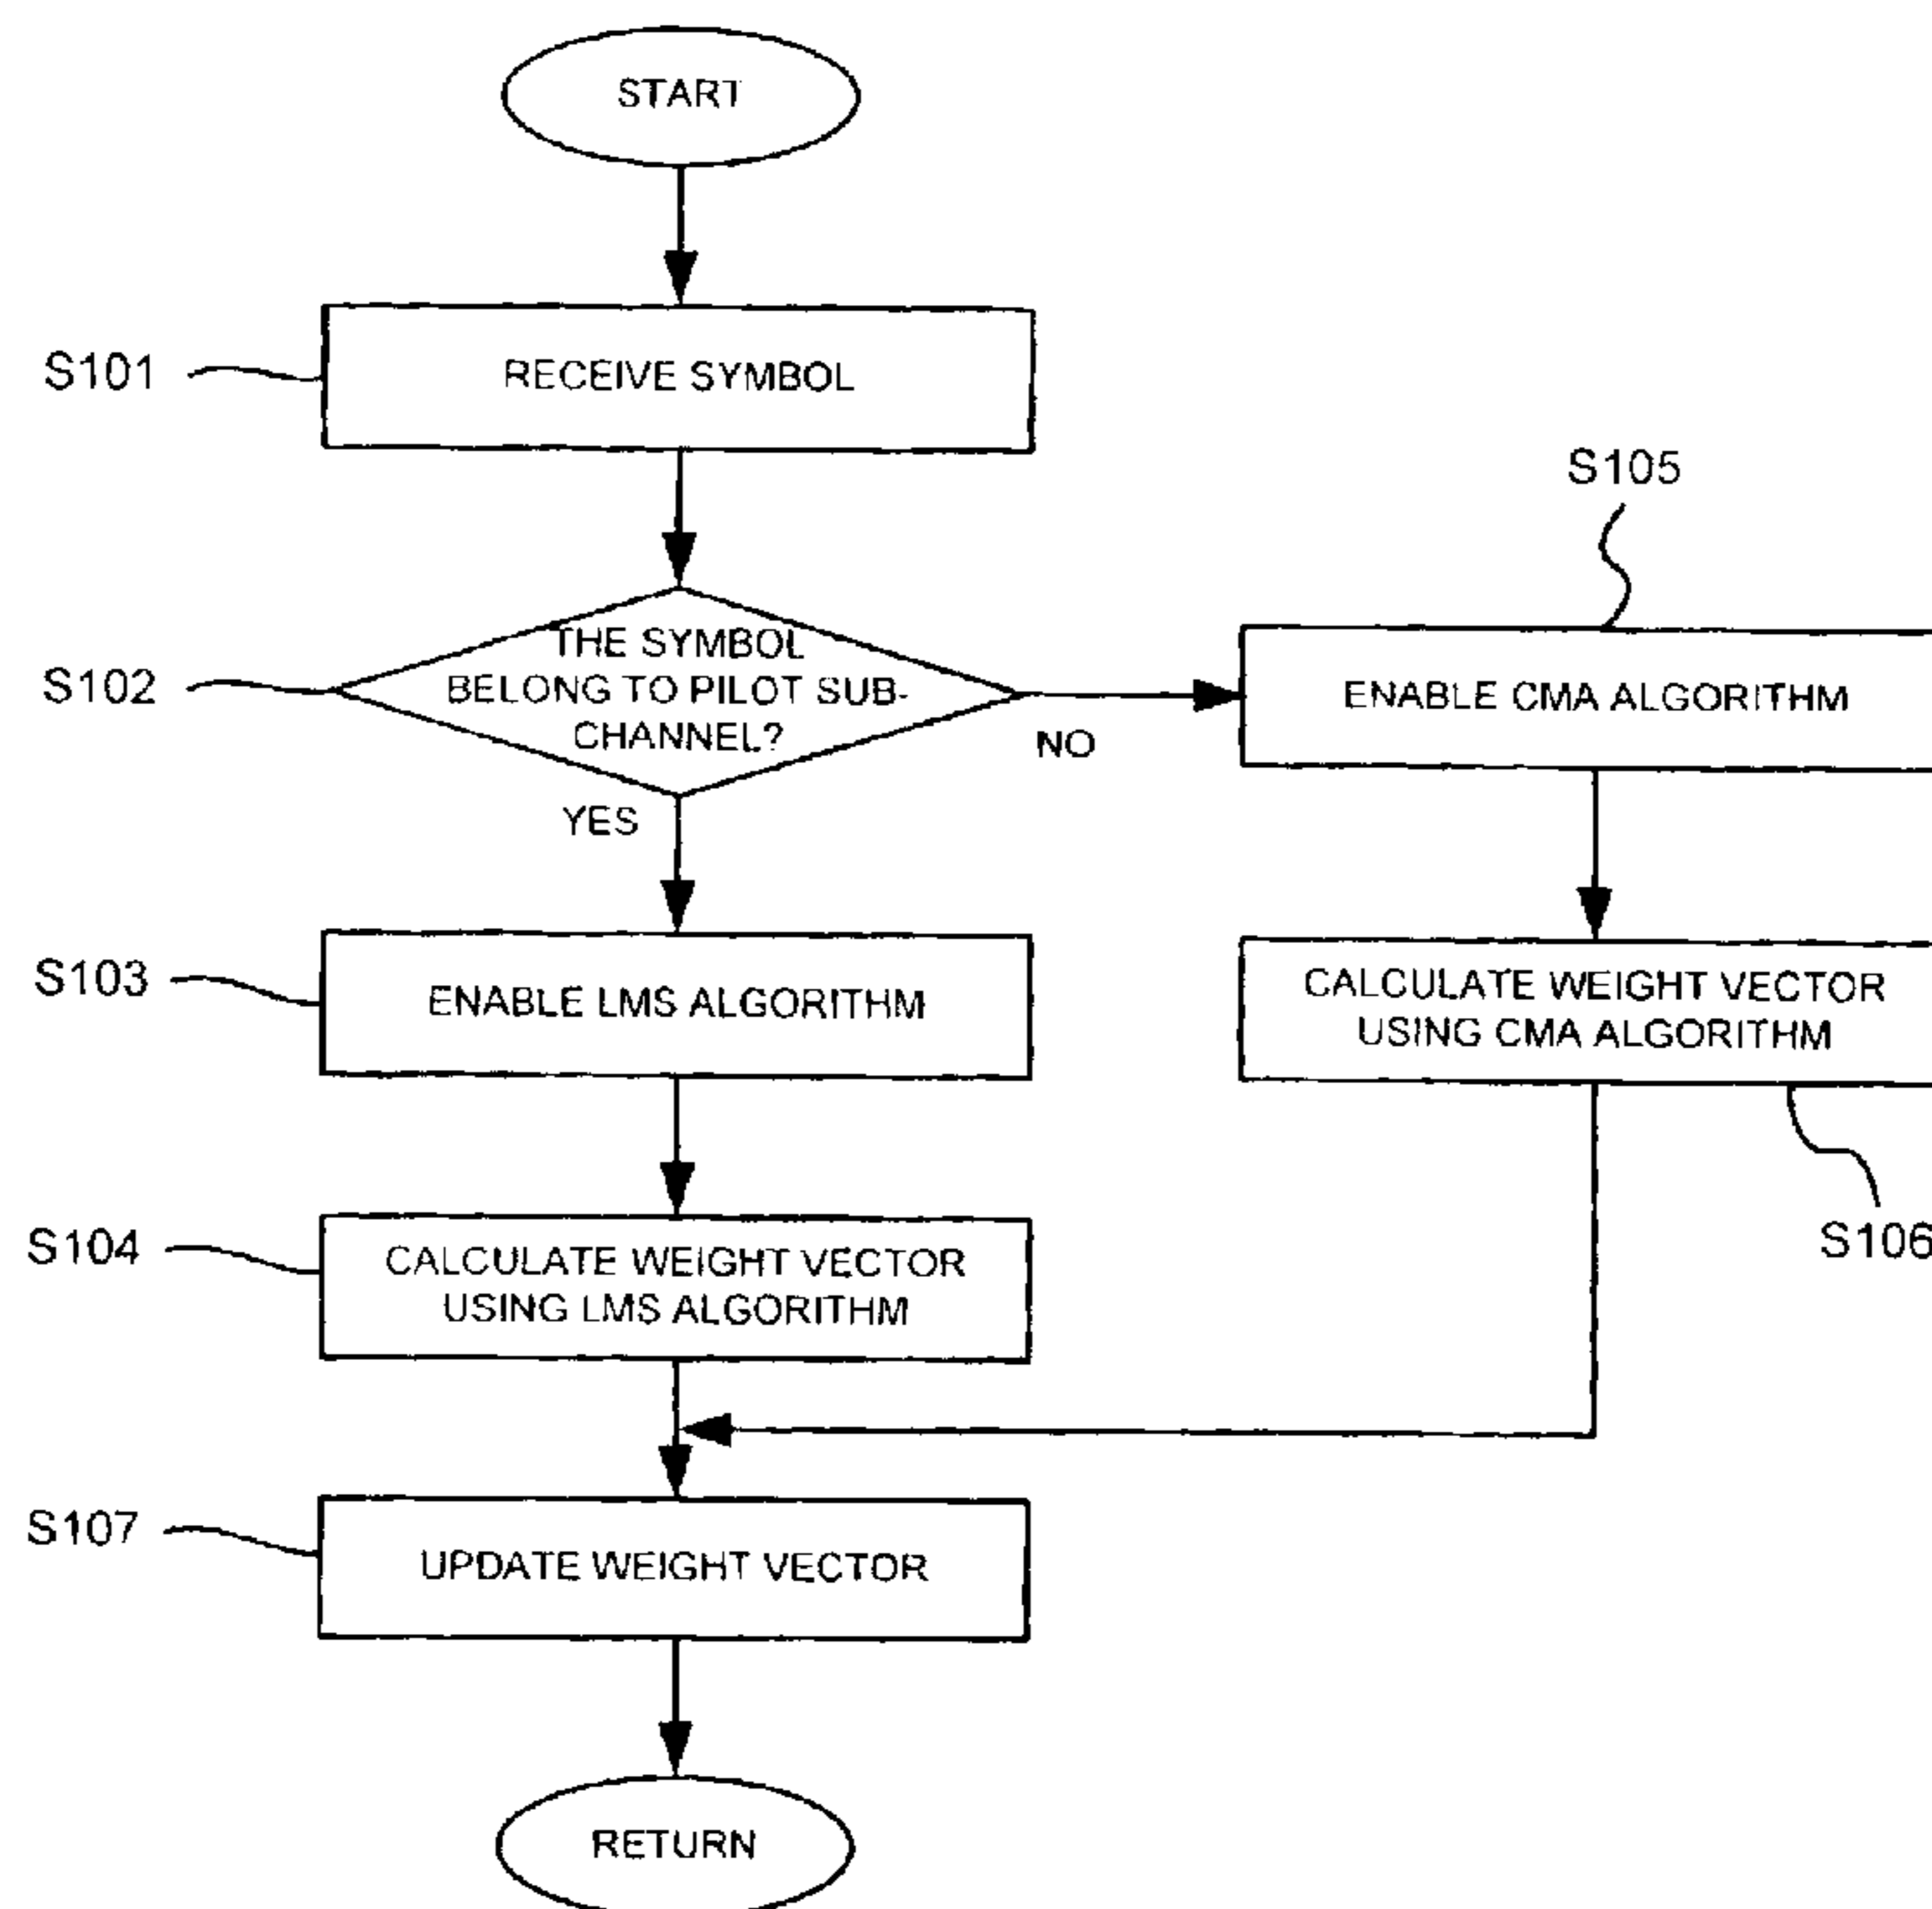 START
S101
RECEIVE SYMBOL
S105
S102
THE SYMBOL
BELONG TO PILOT SUB-
CHANNEL?
NO
YES
ENABLE CMA ALGORITHM
S103
ENABLE LMS ALGORITHM
CALCULATE WEIGHT VECTOR
USING CMA ALGORITHM
S106
S104
CALCULATE WEIGHT VECTOR
USING LMS ALGORITHM
S107
UPDATE WEIGHT VECTOR
RETURN